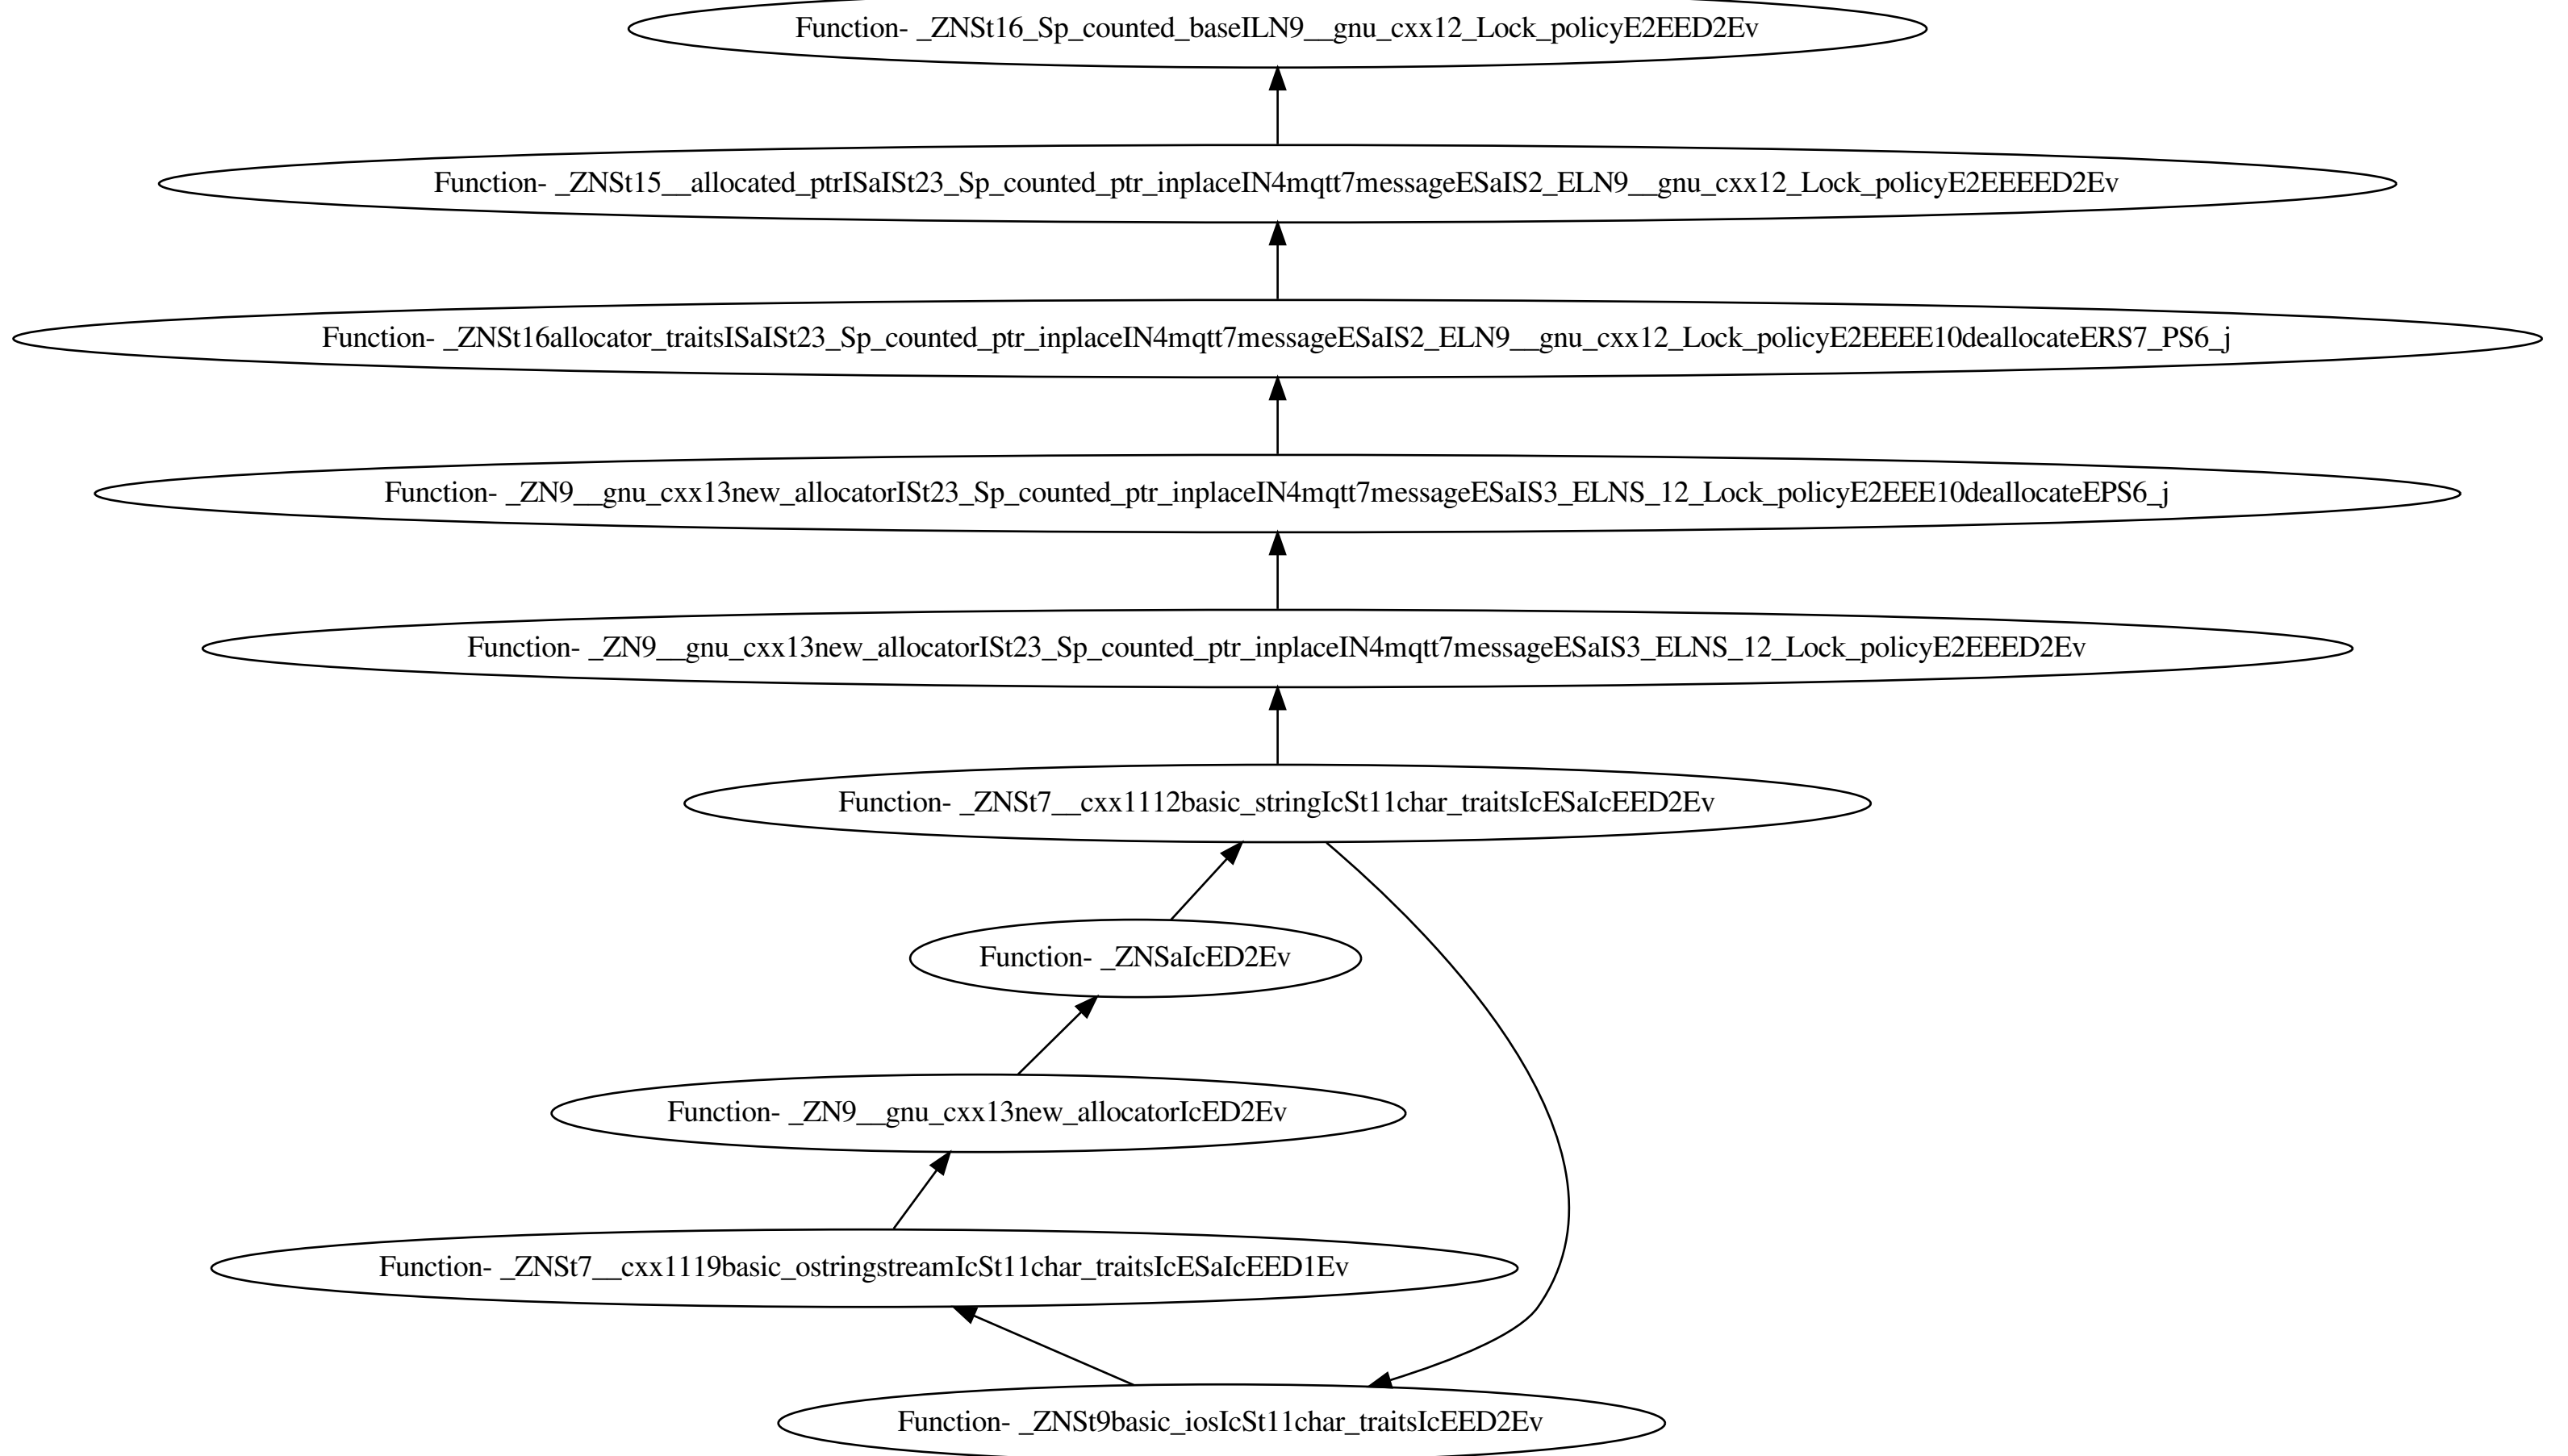 Function- _ZNSt16_Sp_counted_baseILN9__gnu_cxx12_Lock_policyE2EED2Ev
Function- _ZNSt15__allocated_ptrISaISt23_Sp_counted_ptr_inplaceIN4mqtt7messageESaIS2_ELN9__gnu_cxx12_Lock_policyE2EEEED2Ev
Function- _ZNSt16allocator_traitsISaISt23_Sp_counted_ptr_inplaceIN4mqtt7messageESaIS2_ELN9__gnu_cxx12_Lock_policyE2EEEE10deallocateERS7_PS6_j
Function- _ZN9__gnu_cxx13new_allocatorISt23_Sp_counted_ptr_inplaceIN4mqtt7messageESaIS3_ELNS_12_Lock_policyE2EEE10deallocateEPS6_j
Function- _ZN9__gnu_cxx13new_allocatorISt23_Sp_counted_ptr_inplaceIN4mqtt7messageESaIS3_ELNS_12_Lock_policyE2EEED2Ev
Function- _ZNSt7__cxx1112basic_stringIcSt11char_traitsIcESaIcEED2Ev
Function- _ZNSaIcED2Ev
Function- _ZN9__gnu_cxx13new_allocatorIcED2Ev
Function- _ZNSt7__cxx1119basic_ostringstreamIcSt11char_traitsIcESaIcEED1Ev
Function- _ZNSt9basic_iosIcSt11char_traitsIcEED2Ev